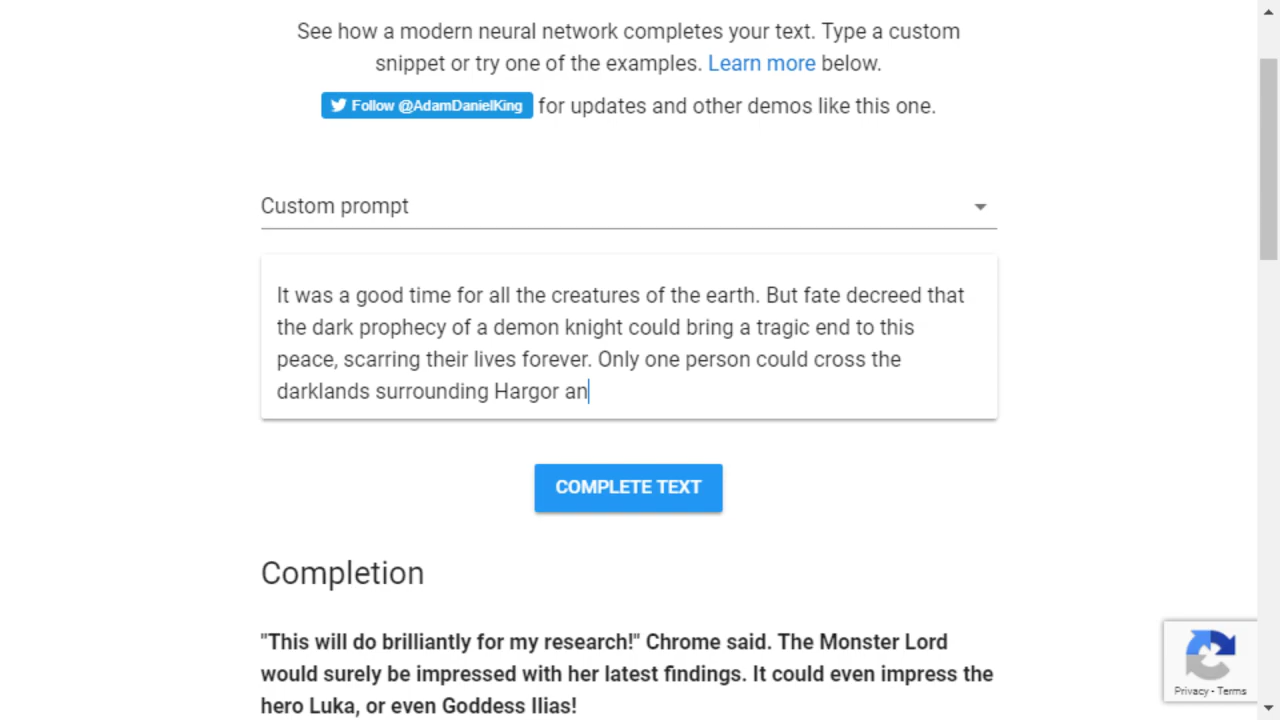 See how a modern neural network completes your text. Type a custom
snippet or try one of the examples. Learn more below.
Follow @AdamDanielKing for updates and other demos like this one.
Custom prompt
It was a good time for all the creatures of the earth. But fate decreed that
the dark prophecy of a demon knight could bring a tragic end to this
peace, scarring their lives forever. Only one person could cross the
darklands surrounding Hargor an
COMPLETE TEXT
Completion
"This will do brilliantly for my research!" Chrome said. The Monster Lord
would surely be impressed with her latest findings. It could even impress the
hero Luka, or even Goddess Ilias!
Privacy - Terms